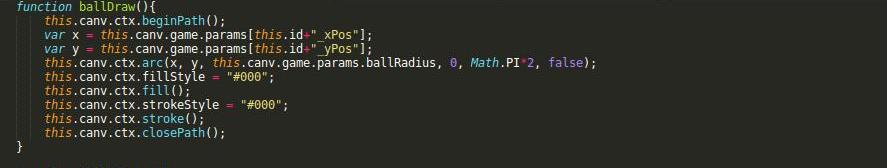 function ballDraw(){
this.canv.ctx.beginPath();
var x = this.canv.game.params[this.id+"_xPos"];
var y = this.canv.game.params[this.id+"_yPos"];
this.canv.ctx.arc(x, y, this.canv.game.params.ballRadius, 0, Math.PI*2, false);
this.canv.ctx.fillStyle = "#000";
this.canv.ctx.fill();
this.canv.ctx.strokeStyle = "#000";
this.canv.ctx.stroke();
this.canv.ctx.closePath();
}